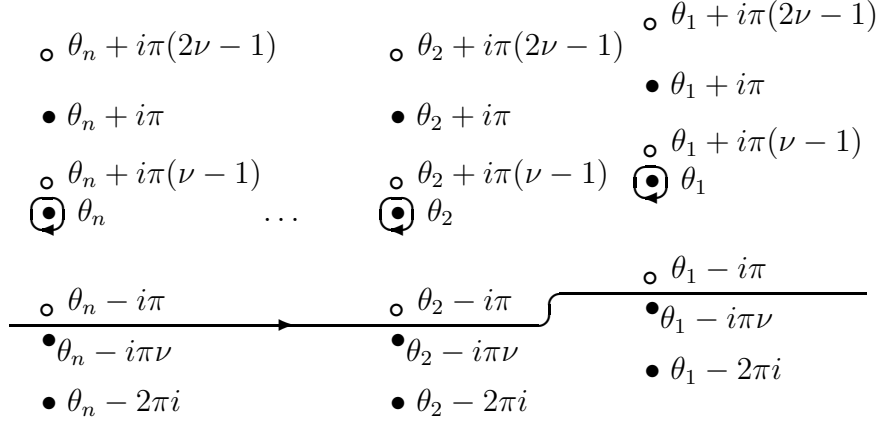 θ_n + iπ(2ν − 1) θ_2 + iπ(2ν − 1) θ_1 + iπ(2ν − 1)
θ_n + iπ θ_2 + iπ θ_1 + iπ
θ_n + iπ(ν − 1) θ_2 + iπ(ν − 1) θ_1 + iπ(ν − 1)
θ_n ... θ_2 θ_1
θ_n − iπ θ_2 − iπ θ_1 − iπ
θ_n − iπν θ_2 − iπν θ_1 − iπν
θ_n − 2πi θ_2 − 2πi θ_1 − 2πi